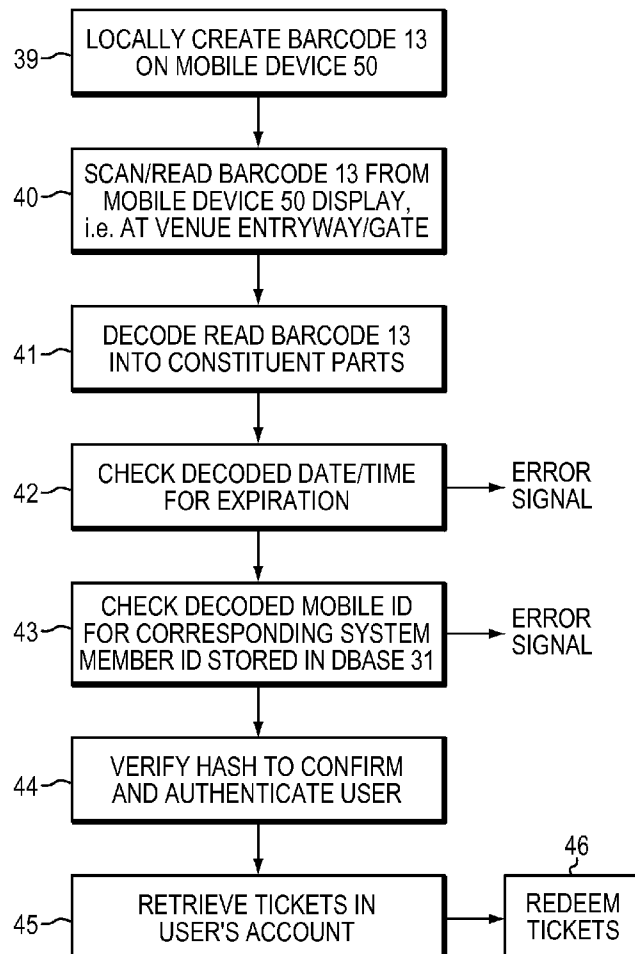 39
LOCALLY CREATE BARCODE 13
ON MOBILE DEVICE 50
40
SCAN/READ BARCODE 13 FROM
MOBILE DEVICE 50 DISPLAY,
i.e. AT VENUE ENTRYWAY/GATE
41
DECODE READ BARCODE 13
INTO CONSTITUENT PARTS
42
CHECK DECODED DATE/TIME
FOR EXPIRATION
ERROR
SIGNAL
43
CHECK DECODED MOBILE ID
FOR CORRESPONDING SYSTEM
MEMBER ID STORED IN DBASE 31
ERROR
SIGNAL
44
VERIFY HASH TO CONFIRM
AND AUTHENTICATE USER
45
RETRIEVE TICKETS IN
USER'S ACCOUNT
46
REDEEM
TICKETS